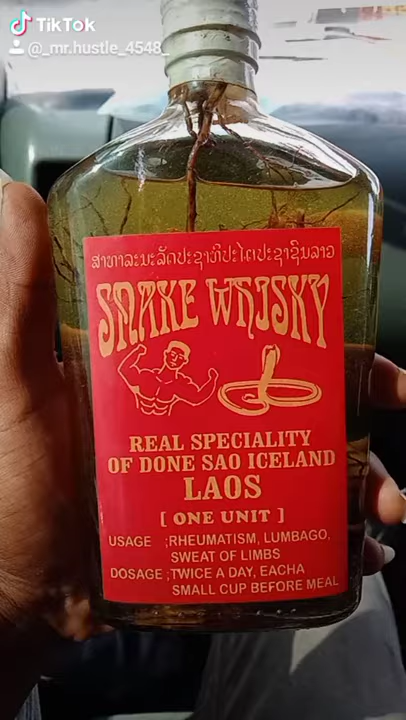 TikTok
@_mr.hustle_4548_
ສາທາລະນະລັດປະຊາທິປະໄຕປະຊາຊົນລາວ
SNAKE WHISKY
REAL SPECIALITY
OF DONE SAO ICELAND
LAOS
[ ONE UNIT ]
USAGE ;RHEUMATISM, LUMBAGO,
SWEAT OF LIMBS
DOSAGE ;TWICE A DAY, EACHA
SMALL CUP BEFORE MEAL